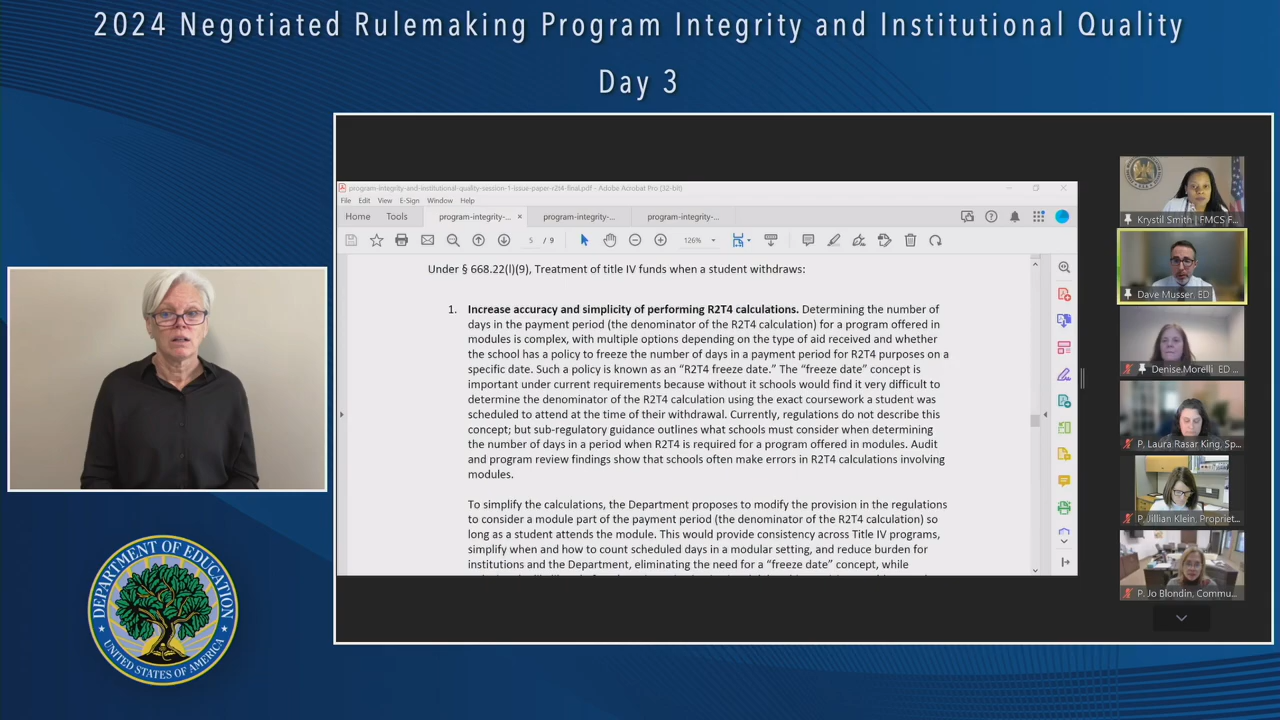 2024 Negotiated Rulemaking Program Integrity and Institutional Quality
Day 3
program-integrity-and-institutional-quality-session-1-issue-paper-r2t4-final.pdf - Adobe Acrobat Pro (32-bit)
File Edit View E-Sign Window Help
Home Tools program-integrity-... × program-integrity-... program-integrity-...
5 / 9 126%
Under § 668.22(l)(9), Treatment of title IV funds when a student withdraws:
1. Increase accuracy and simplicity of performing R2T4 calculations. Determining the number of
days in the payment period (the denominator of the R2T4 calculation) for a program offered in
modules is complex, with multiple options depending on the type of aid received and whether
the school has a policy to freeze the number of days in a payment period for R2T4 purposes on a
specific date. Such a policy is known as an “R2T4 freeze date.” The “freeze date” concept is
important under current requirements because without it schools would find it very difficult to
determine the denominator of the R2T4 calculation using the exact coursework a student was
scheduled to attend at the time of their withdrawal. Currently, regulations do not describe this
concept; but sub-regulatory guidance outlines what schools must consider when determining
the number of days in a period when R2T4 is required for a program offered in modules. Audit
and program review findings show that schools often make errors in R2T4 calculations involving
modules.
To simplify the calculations, the Department proposes to modify the provision in the regulations
to consider a module part of the payment period (the denominator of the R2T4 calculation) so
long as a student attends the module. This would provide consistency across Title IV programs,
simplify when and how to count scheduled days in a modular setting, and reduce burden for
institutions and the Department, eliminating the need for a “freeze date” concept, while
Krystil Smith | FMCS F...
Dave Musser, ED
Denise.Morelli ED ...
P. Laura Rasar King, Sp...
P. Jillian Klein, Propriet...
P. Jo Blondin, Commu...
DEPARTMENT OF EDUCATION
UNITED STATES OF AMERICA